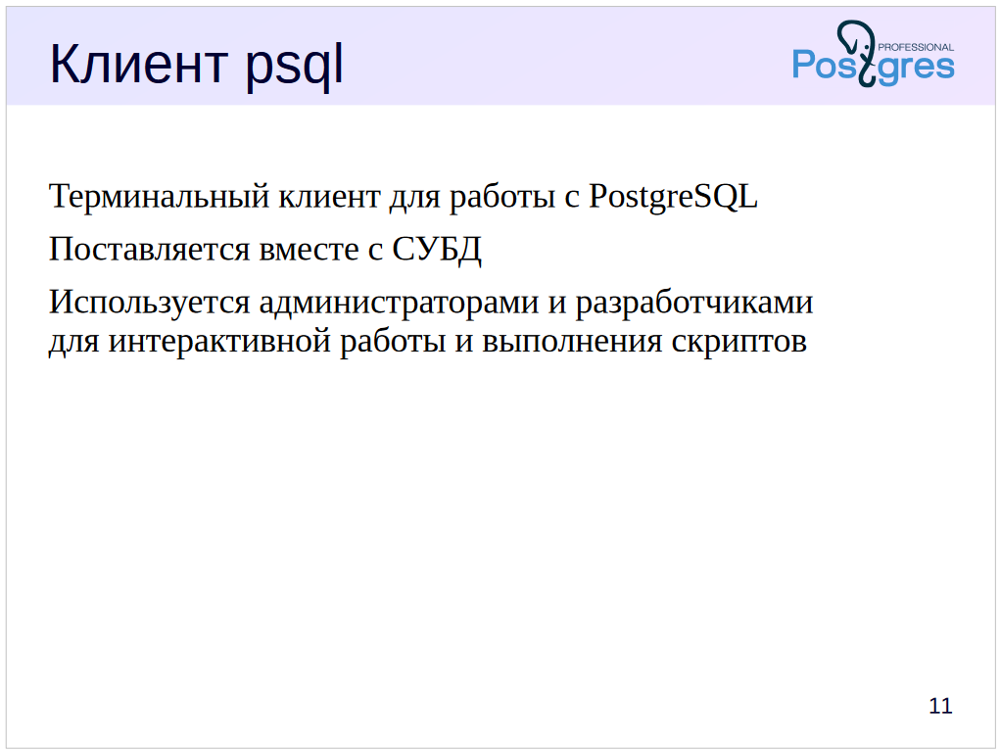 Клиент psql
PROFESSIONAL
Postgres
Терминальный клиент для работы с PostgreSQL
Поставляется вместе с СУБД
Используется администраторами и разработчиками
для интерактивной работы и выполнения скриптов
11